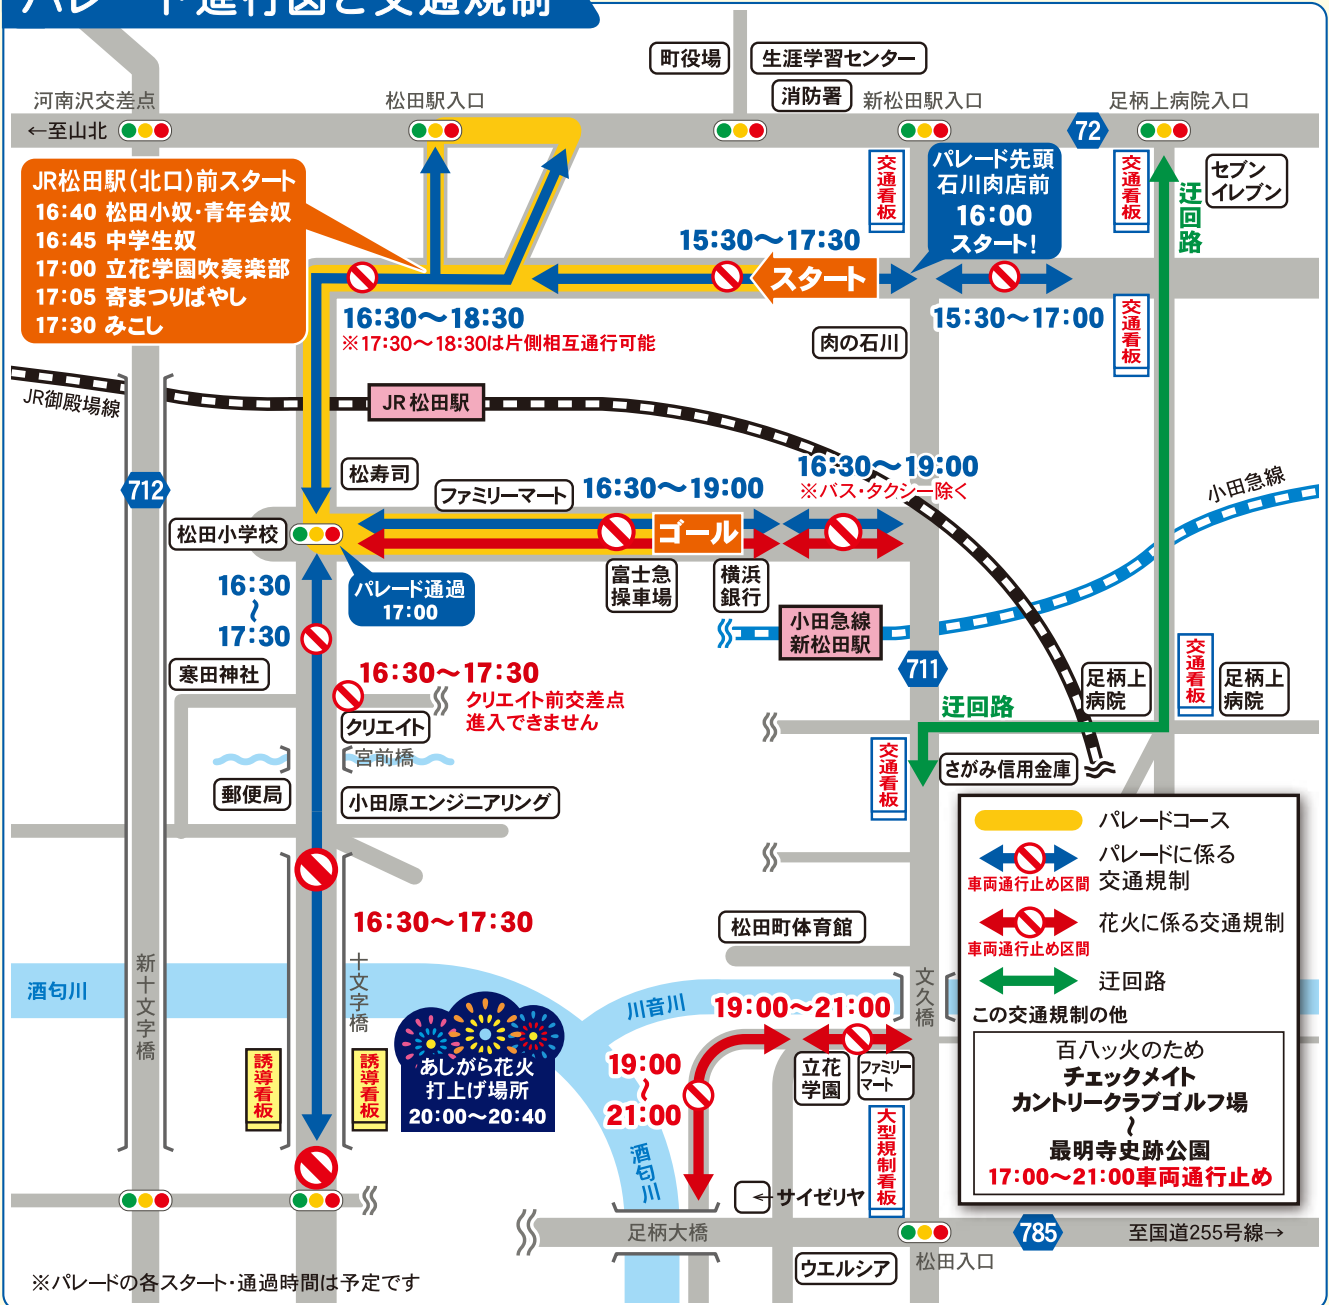 パレード進行図と交通規制
町役場
生涯学習センター
消防署
河南沢交差点
松田駅入口
新松田駅入口
足柄上病院入口
←至山北
72
JR松田駅(北口)前スタート
16:40 松田小奴・青年会奴
16:45 中学生奴
17:00 立花学園吹奏楽部
17:05 寄まつりばやし
17:30 みこし
交通看板
パレード先頭
石川肉店前
16:00
スタート!
交通看板
セブン
イレブン
迂回路
15:30〜17:30
スタート
16:30〜18:30
※17:30〜18:30は片側相互通行可能
15:30〜17:00
肉の石川
交通看板
JR御殿場線
JR 松田駅
712
松寿司
ファミリーマート
16:30〜19:00
16:30〜19:00
※バス・タクシー除く
小田急線
松田小学校
ゴール
パレード通過
17:00
16:30
〜
17:30
富士急
操車場
横浜
銀行
小田急線
新松田駅
711
寒田神社
16:30〜17:30
クリエイト前交差点
進入できません
クリエイト
宮前橋
足柄上
病院
交通看板
足柄上
病院
迂回路
交通看板
さがみ信用金庫
郵便局
小田原エンジニアリング
パレードコース
パレードに係る
交通規制
車両通行止め区間
花火に係る交通規制
車両通行止め区間
迂回路
この交通規制の他
百八ッ火のため
チェックメイト
カントリークラブゴルフ場
〜
最明寺史跡公園
17:00〜21:00車両通行止め
16:30〜17:30
松田町体育館
酒匂川
新十文字橋
十文字橋
川音川
19:00〜21:00
文久橋
誘導看板
誘導看板
あしがら花火
打上げ場所
20:00〜20:40
19:00
〜
21:00
立花
学園
ファミリー
マート
大型規制看板
酒匂川
←サイゼリヤ
足柄大橋
785
至国道255号線→
ウエルシア
松田入口
※パレードの各スタート・通過時間は予定です